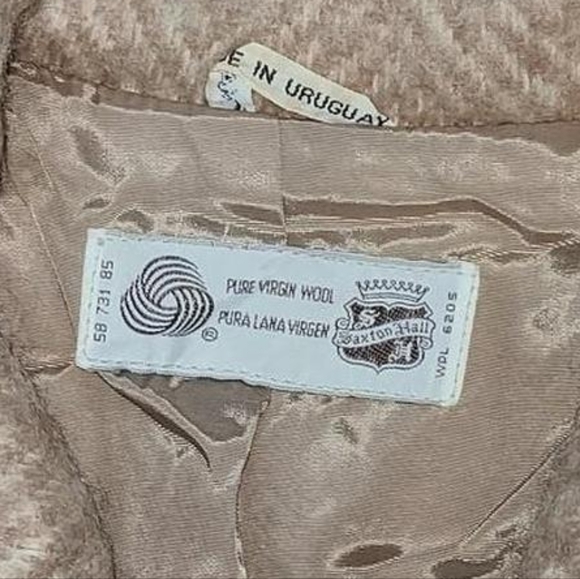 E IN URUGUAY
58 731 85
PURE VIRGIN WOOL
PURA LANA VIRGEN
®
Saxton Hall
WPL 6205